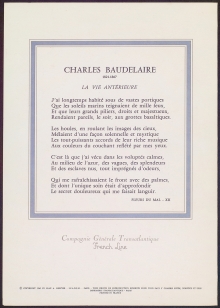 CHARLES BAUDELAIRE
1821-1867
LA VIE ANTÉRIEURE
J'ai longtemps habité sous de vastes portiques
Que les soleils marins teignaient de mille feux,
Et que leurs grands piliers, droits et majestueux,
Rendaient pareils, le soir, aux grottes basaltiques
Les houles, en roulant les images des cieux,
Mêlaient d'une façon solennelle et mystique
Les tout-puissants accords de leur riche musique
Aux couleurs du couchant reflété par mes yeux.
C'est là que j'ai vécu dans les voluptés calmes,
Au milieu de l'azur, des vagues, des splendeurs
Et des esclaves nus, tout imprégnés d'odeurs,
Qui me rafraîchissaient le front avec des palmes,
Et dont l'unique soin était d'approfondir
Le secret douloureux qui me faisait languir.
FLEURS DU MAL - XII
Compagnie Générale Transatlantique
French Line